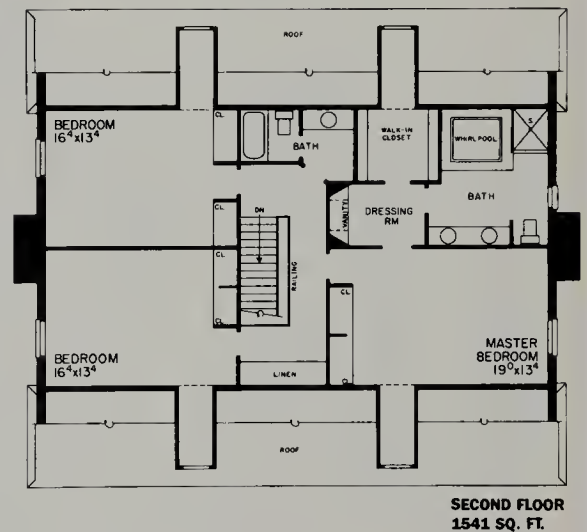 ROOF
BEDROOM
16⁴x13⁴
CL
BATH
WALK-IN
CLOSET
WHIRLPOOL
S
CL
DN
VANITY
DRESSING
RM
BATH
CL
RAILING
CL
CL
BEDROOM
16⁴x13⁴
LINEN
MASTER
BEDROOM
19⁰x13⁴
ROOF
SECOND FLOOR
1541 SQ. FT.